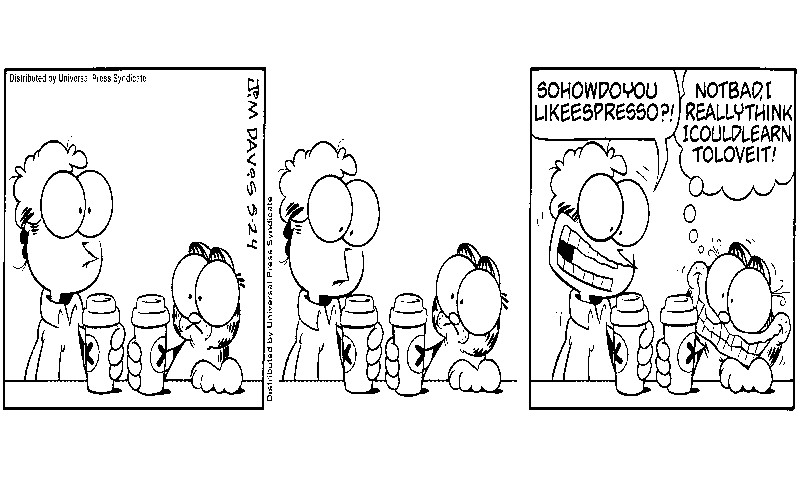 Distributed by Universal Press Syndicate
JPM DAVES 5-24
Distributed by Universal Press Syndicate
SOHOWDOYOU
LIKEESPRESSO?!
NOTBAD,I
REALLYTHINK
ICOULDLEARN
TOLOVEIT!
X
X
X
X
X
X